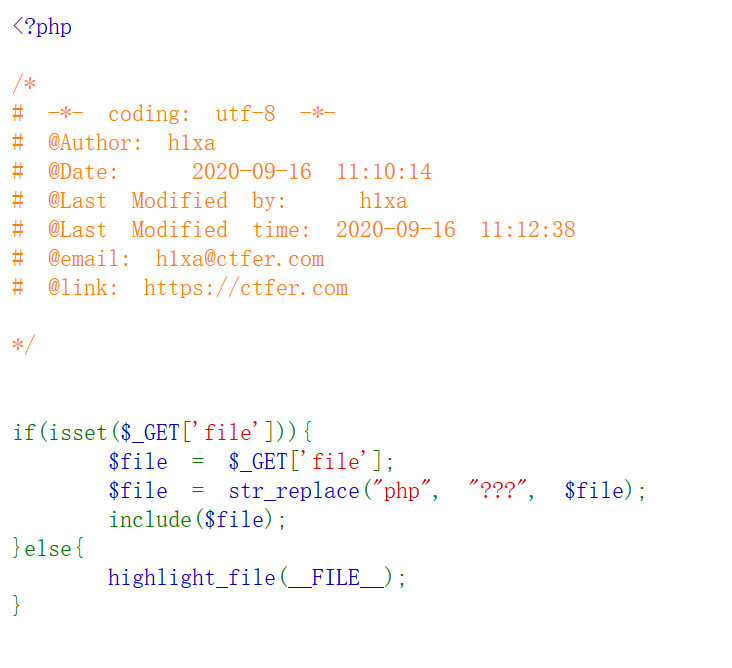 <?php
/*
# -*- coding: utf-8 -*-
# @Author: h1xa
# @Date:   2020-09-16 11:10:14
# @Last Modified by:   h1xa
# @Last Modified time: 2020-09-16 11:12:38
# @email: h1xa@ctfer.com
# @link: https://ctfer.com
*/
if(isset($_GET['file'])){
    $file = $_GET['file'];
    $file = str_replace("php", "???", $file);
    include($file);
}else{
    highlight_file(__FILE__);
}